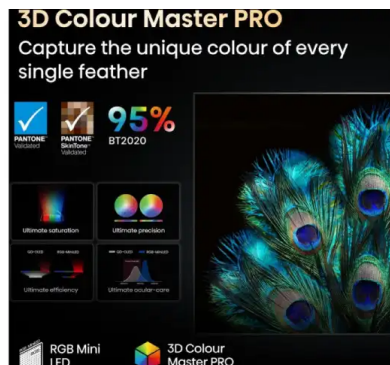 3D Colour Master PRO
Capture the unique colour of every
single feather
95%
BT2020
PANTONE
Validated
PANTONE
SkinTone
Validated
Ultimate saturation
Ultimate precision
Ultimate efficiency
Ultimate ocular-care
RGB Mini
LED
3D Colour
Master PRO